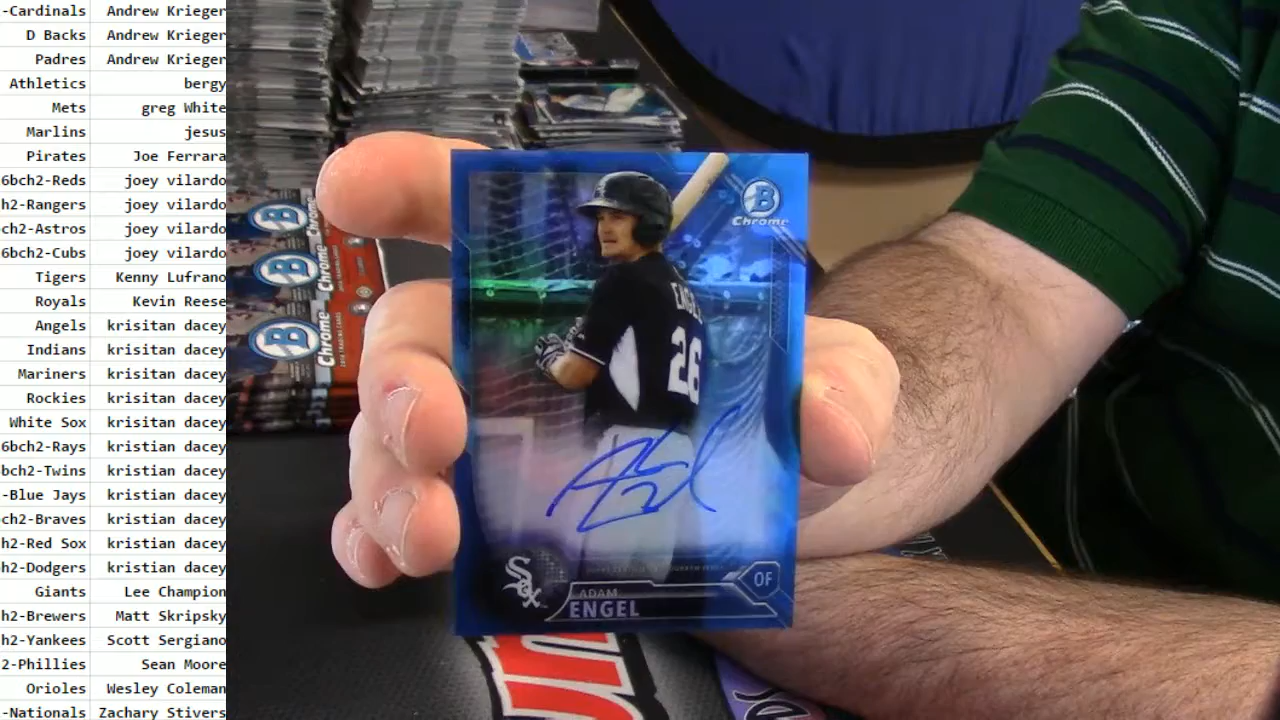 -Cardinals Andrew Krieger
D Backs Andrew Krieger
Padres Andrew Krieger
Athletics bergy
Mets greg White
Marlins jesus
Pirates Joe Ferrara
6bch2-Reds joey vilardo
h2-Rangers joey vilardo
ch2-Astros joey vilardo
6bch2-Cubs joey vilardo
Tigers Kenny Lufrano
Royals Kevin Reese
Angels krisitan dacey
Indians krisitan dacey
Mariners krisitan dacey
Rockies krisitan dacey
White Sox krisitan dacey
6bch2-Rays kristian dacey
bch2-Twins kristian dacey
-Blue Jays kristian dacey
ch2-Braves kristian dacey
h2-Red Sox kristian dacey
h2-Dodgers kristian dacey
Giants Lee Champion
h2-Brewers Matt Skripsky
h2-Yankees Scott Sergiano
2-Phillies Sean Moore
Orioles Wesley Coleman
-Nationals Zachary Stivers
B
Chrome
B
Chrome
B
Chrome
B
Chrome
ENGEL
26
Sox
OF
ADAM
ENGEL